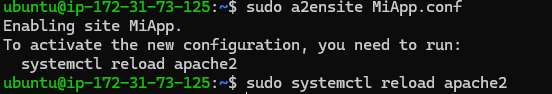 ubuntu@ip-172-31-73-125:~$ sudo a2ensite MiApp.conf
Enabling site MiApp.
To activate the new configuration, you need to run:
  systemctl reload apache2
ubuntu@ip-172-31-73-125:~$ sudo systemctl reload apache2